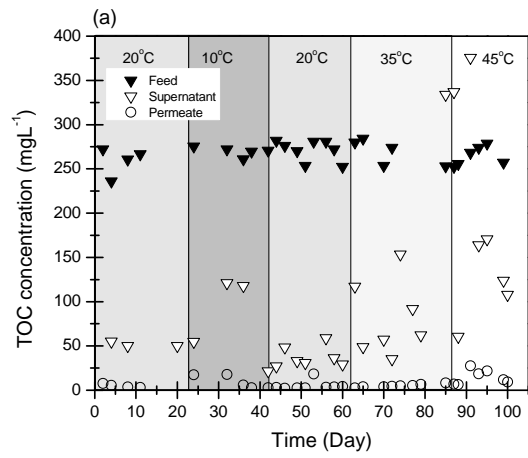 (a)
400
350
300
250
200
150
100
50
0
20°C
10°C
20°C
35°C
45°C
Feed
Supernatant
Permeate
TOC concentration (mgL⁻¹)
0 10 20 30 40 50 60 70 80 90 100
Time (Day)